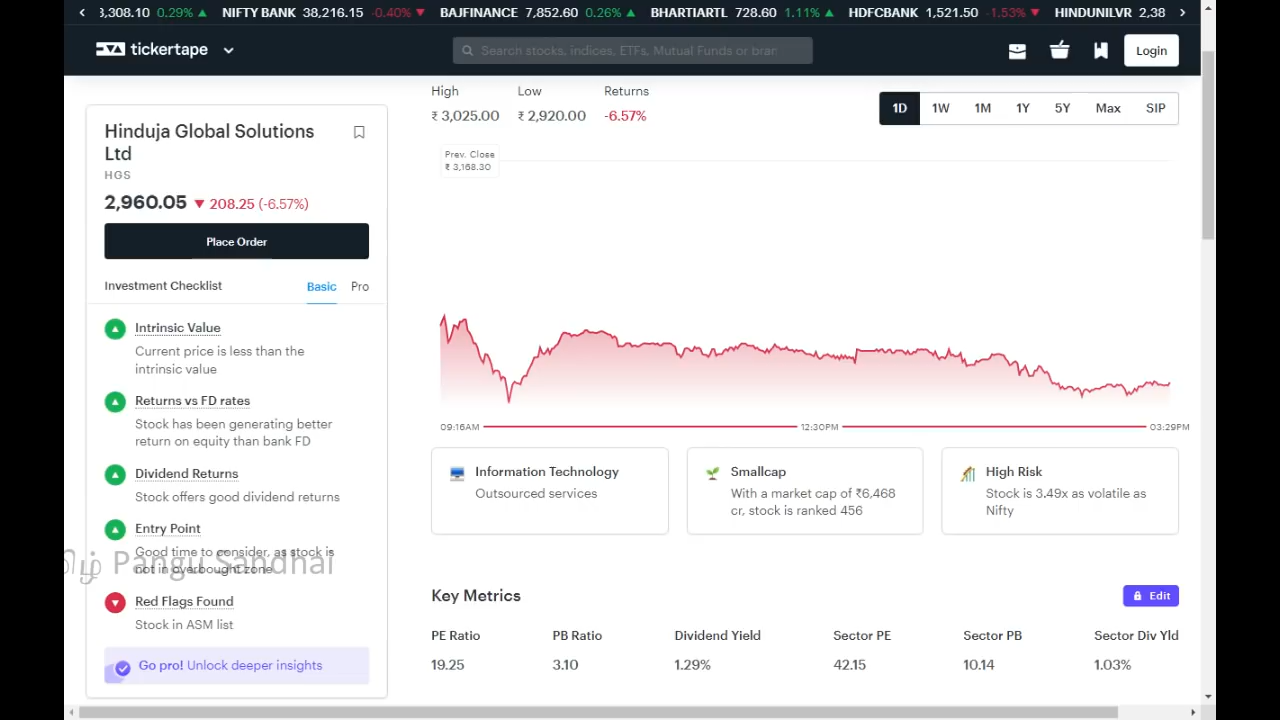 3,308.10 0.29% ▲ NIFTY BANK 38,216.15 -0.40% ▼ BAJFINANCE 7,852.60 0.26% ▲ BHARTIARTL 728.60 1.11% ▲ HDFCBANK 1,521.50 -1.53% ▼ HINDUNILVR 2,38
tickertape
Search stocks, indices, ETFs, Mutual Funds or bran
Login
Hinduja Global Solutions
Ltd
HGS
2,960.05 ▼ 208.25 (-6.57%)
Place Order
Investment Checklist Basic Pro
Intrinsic Value
Current price is less than the
intrinsic value
Returns vs FD rates
Stock has been generating better
return on equity than bank FD
Dividend Returns
Stock offers good dividend returns
Entry Point
Good time to consider, as stock is
not in overbought zone
Pangu Sandhai
Red Flags Found
Stock in ASM list
Go pro! Unlock deeper insights
High Low Returns
₹ 3,025.00 ₹ 2,920.00 -6.57%
1D 1W 1M 1Y 5Y Max SIP
Prev. Close
₹ 3,168.30
09:16AM 12:30PM 03:29PM
Information Technology
Outsourced services
Smallcap
With a market cap of ₹6,468
cr, stock is ranked 456
High Risk
Stock is 3.49x as volatile as
Nifty
Key Metrics
Edit
PE Ratio PB Ratio Dividend Yield Sector PE Sector PB Sector Div Yld
19.25 3.10 1.29% 42.15 10.14 1.03%